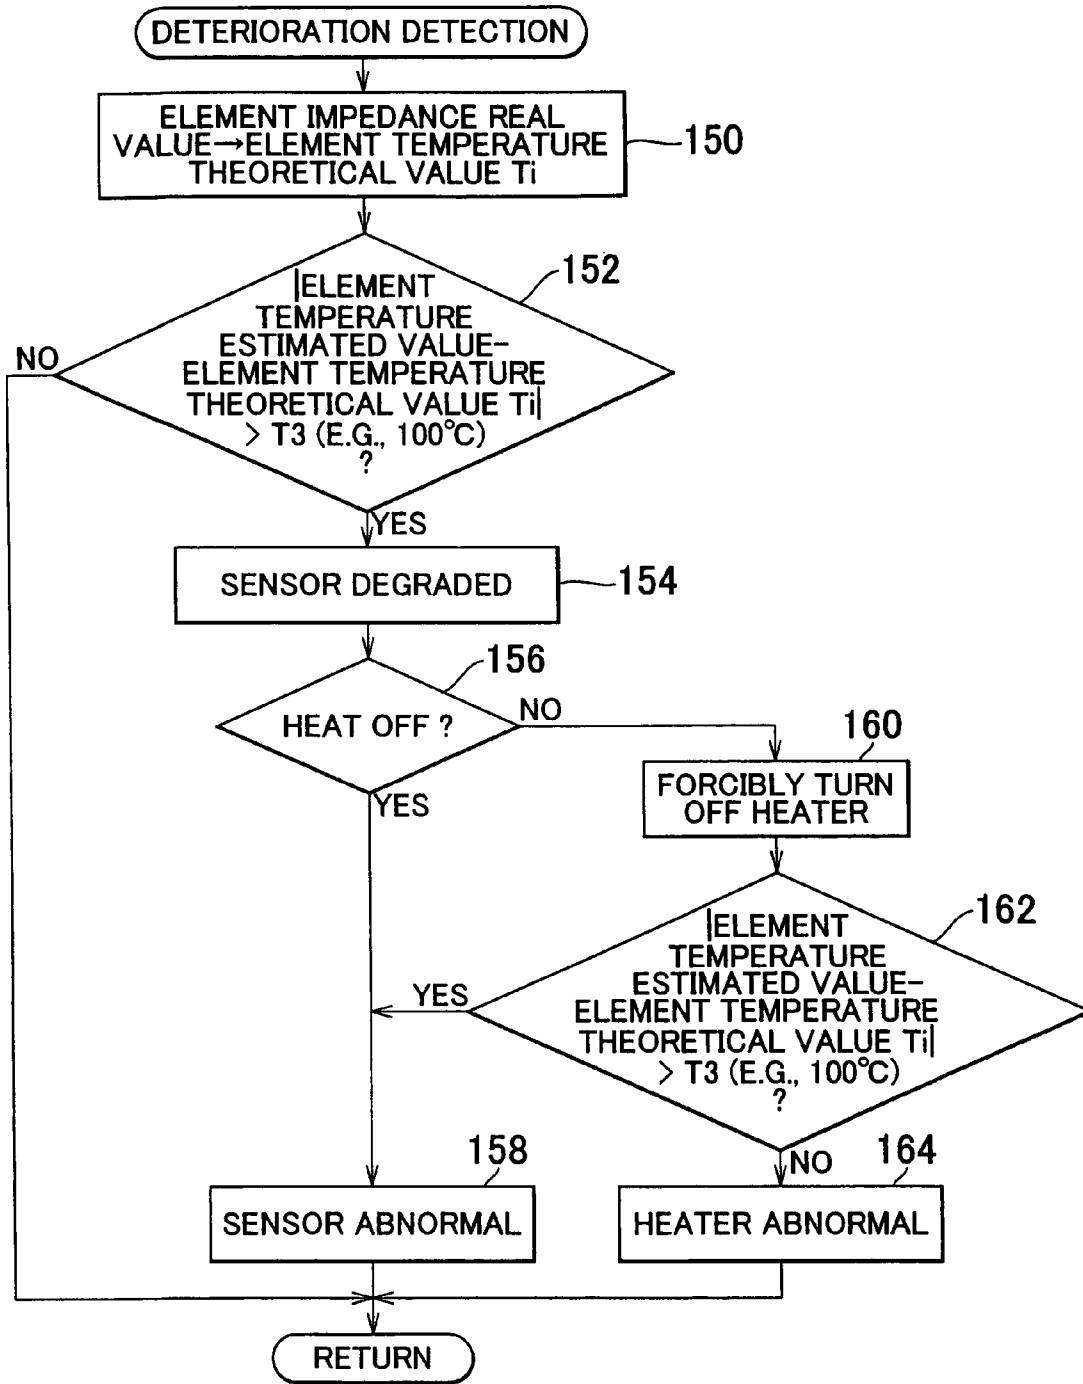 DETERIORATION DETECTION
ELEMENT IMPEDANCE REAL
VALUE→ELEMENT TEMPERATURE
THEORETICAL VALUE Ti
150
152
|ELEMENT
TEMPERATURE
ESTIMATED VALUE-
ELEMENT TEMPERATURE
THEORETICAL VALUE Ti|
> T3 (E.G., 100°C)
?
NO
YES
SENSOR DEGRADED
154
156
HEAT OFF ?
NO
YES
160
FORCIBLY TURN
OFF HEATER
162
|ELEMENT
TEMPERATURE
ESTIMATED VALUE-
ELEMENT TEMPERATURE
THEORETICAL VALUE Ti|
> T3 (E.G., 100°C)
?
YES
NO
158
SENSOR ABNORMAL
164
HEATER ABNORMAL
RETURN